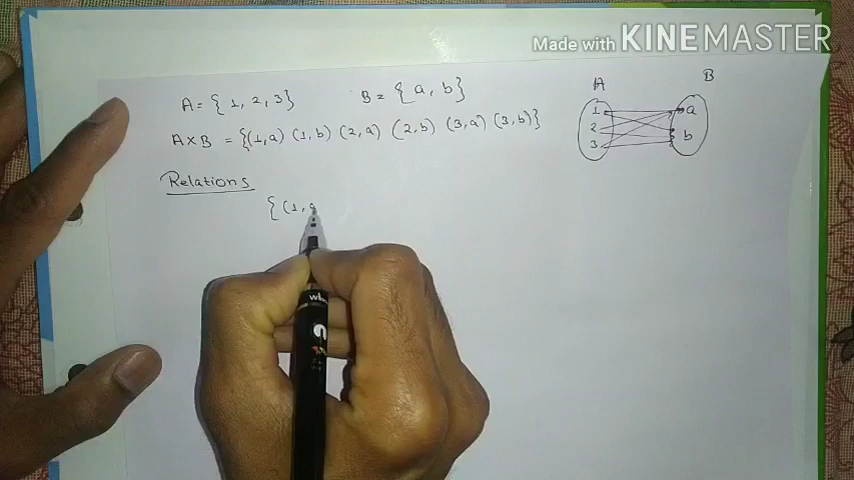 Made with KINEMASTER
A = { 1, 2, 3}
B = { a, b}
A × B = {(1,a) (1,b) (2,a) (2,b) (3,a) (3,b)}
A
B
1
2
3
a
b
Relations
{ (1,a